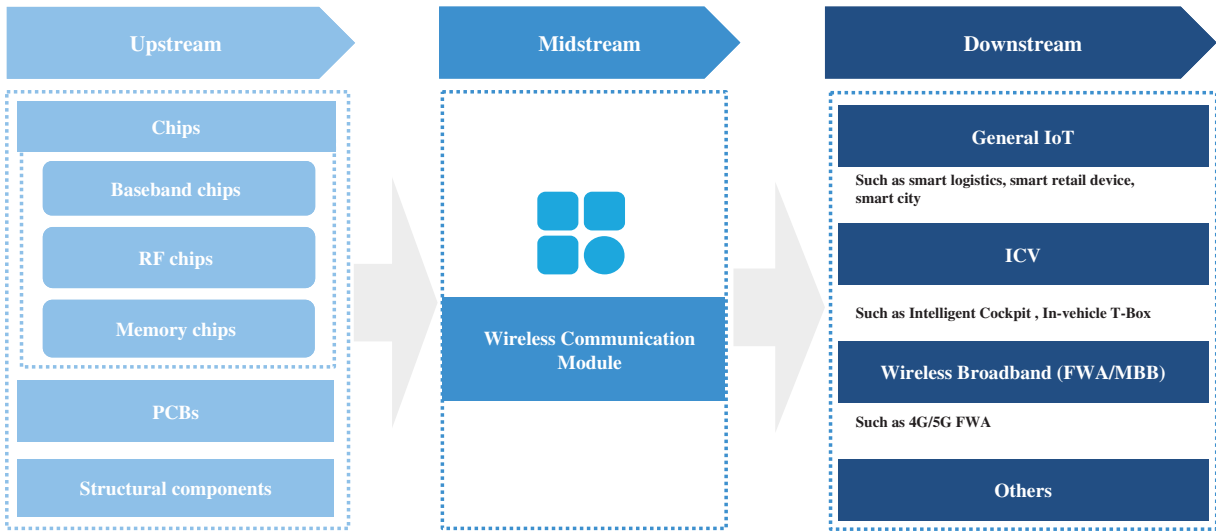 Upstream
Midstream
Downstream
Chips
Baseband chips
RF chips
Memory chips
PCBs
Structural components
Wireless Communication
Module
General IoT
Such as smart logistics, smart retail device,
smart city
ICV
Such as Intelligent Cockpit , In-vehicle T-Box
Wireless Broadband (FWA/MBB)
Such as 4G/5G FWA
Others